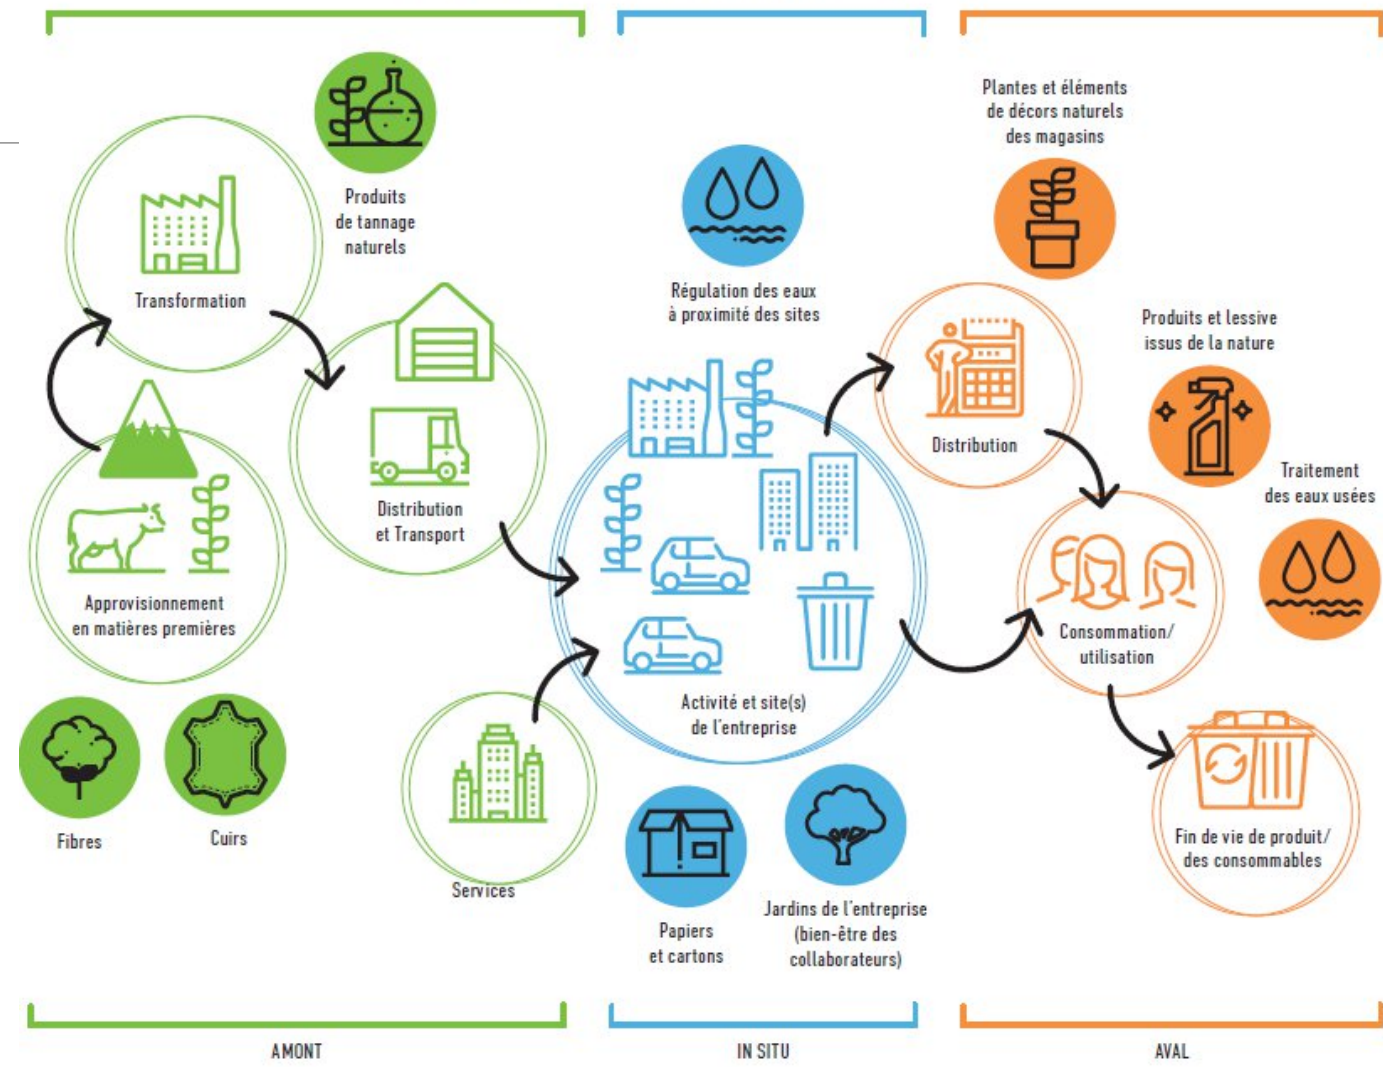 Produits
de tannage
naturels
Transformation
Distribution
et Transport
Approvisionnement
en matières premières
Fibres
Cuirs
Services
Régulation des eaux
à proximité des sites
Activité et site(s)
de l'entreprise
Papiers
et cartons
Jardins de l'entreprise
(bien-être des
collaborateurs)
Plantes et éléments
de décors naturels
des magasins
Distribution
Produits et lessive
issus de la nature
Traitement
des eaux usées
Consommation/
utilisation
Fin de vie de produit/
des consommables
AMONT
IN SITU
AVAL